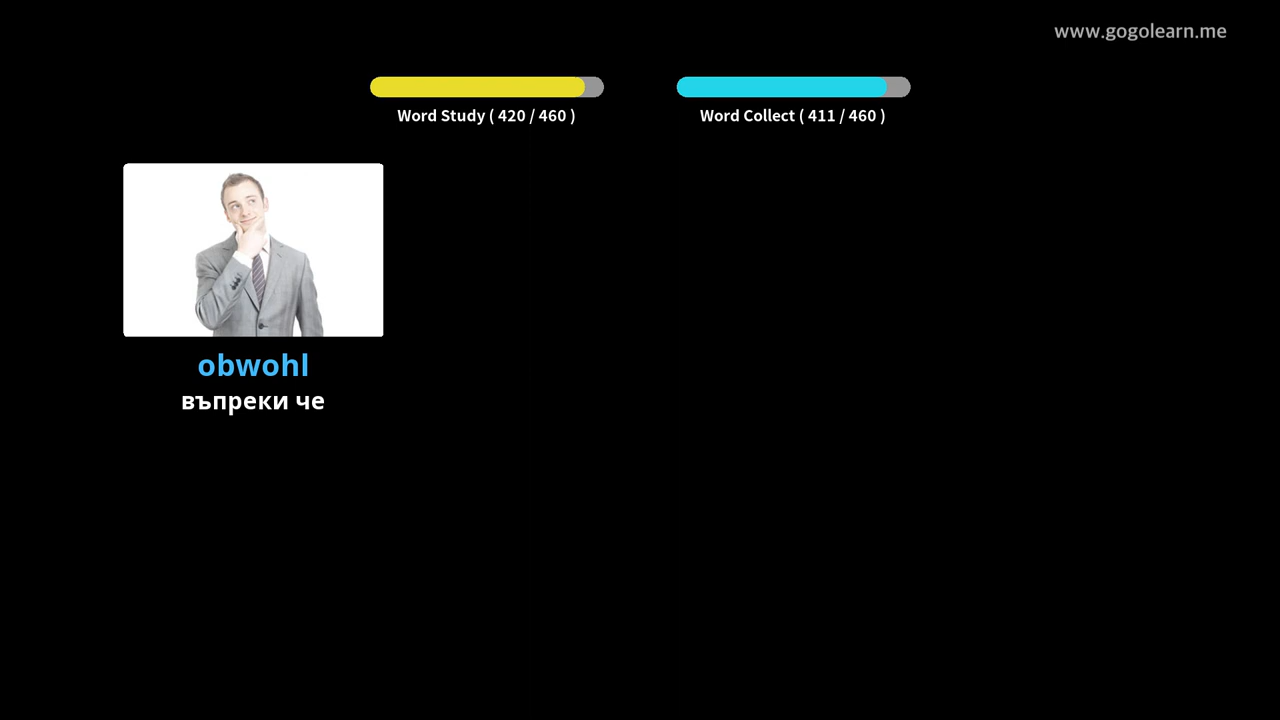 www.gogolearn.me
Word Study ( 420 / 460 )
Word Collect ( 411 / 460 )
obwohl
въпреки че